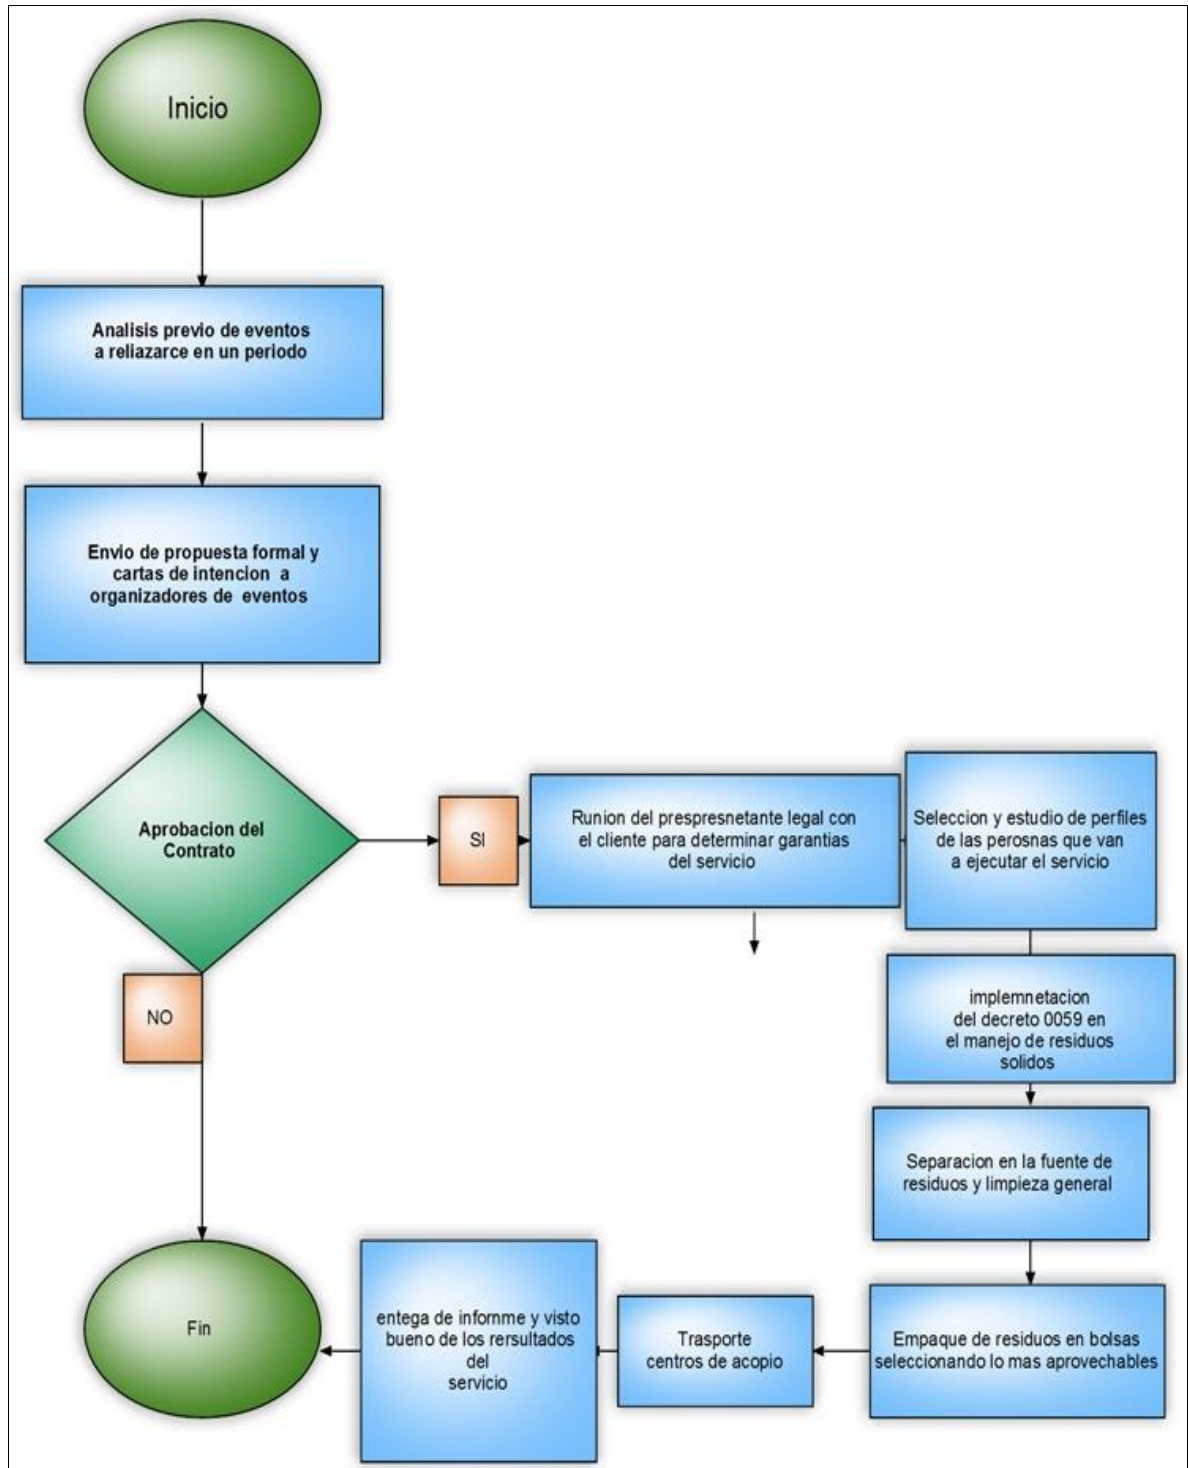 Inicio
Analisis previo de eventos
a reliazarce en un periodo
Envio de propuesta formal y
cartas de intencion a
organizadores de eventos
Aprobacion del
Contrato
SI
Runion del prespresnetante legal con
el cliente para determinar garantias
del servicio
Seleccion y estudio de perfiles
de las perosnas que van
a ejecutar el servicio
NO
implemnetacion
del decreto 0059 en
el manejo de residuos
solidos
Separacion en la fuente de
residuos y limpieza general
Empaque de residuos en bolsas
seleccionando lo mas aprovechables
Trasporte
centros de acopio
entega de infornme y visto
bueno de los rersultados
del
servicio
Fin